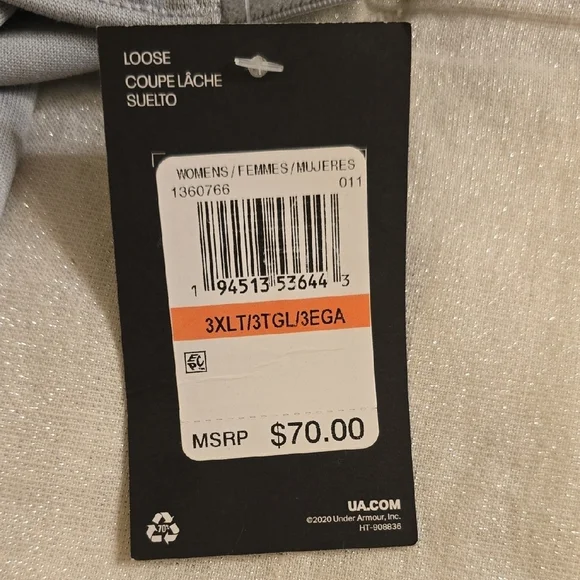 LOOSE
COUPE LÂCHE
SUELTO
WOMENS/FEMMES/MUJERES
1360766 011
1 94513 53644 3
3XLT/3TGL/3EGA
MSRP $70.00
70%
UA.COM
©2020 Under Armour, Inc.
HT-908836